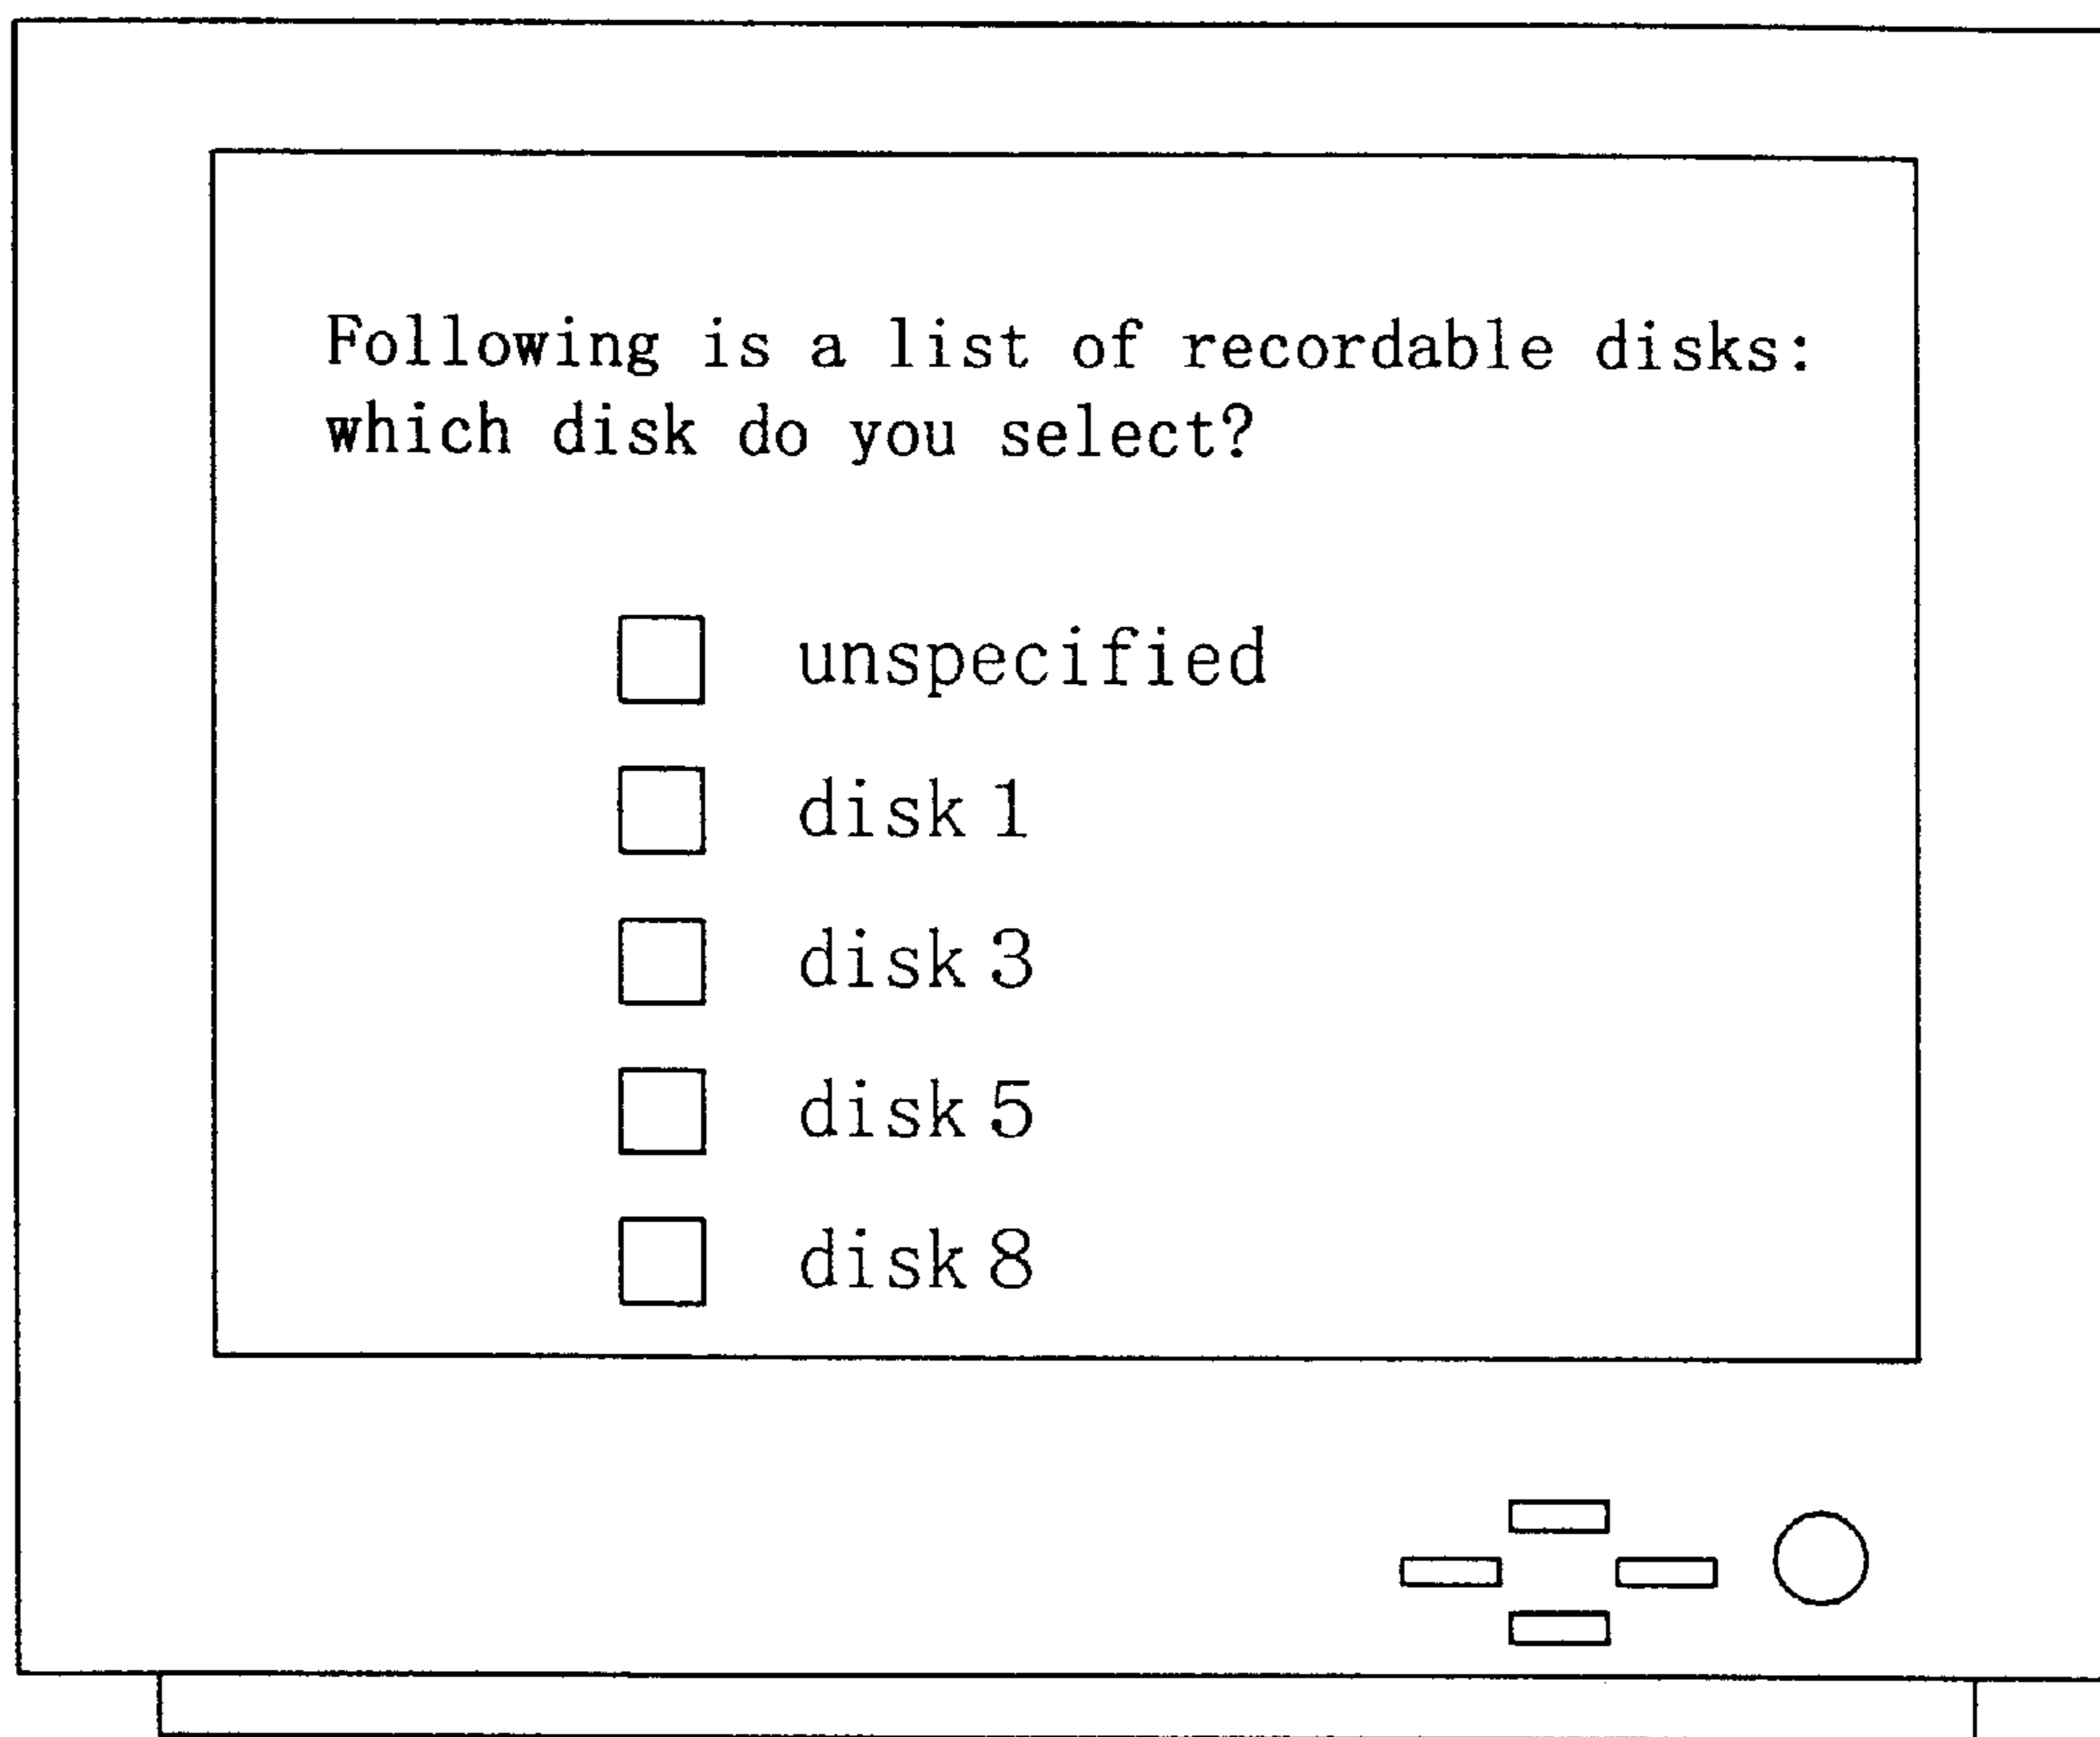 Following is a list of recordable disks:
which disk do you select?
unspecified
disk 1
disk 3
disk 5
disk 8